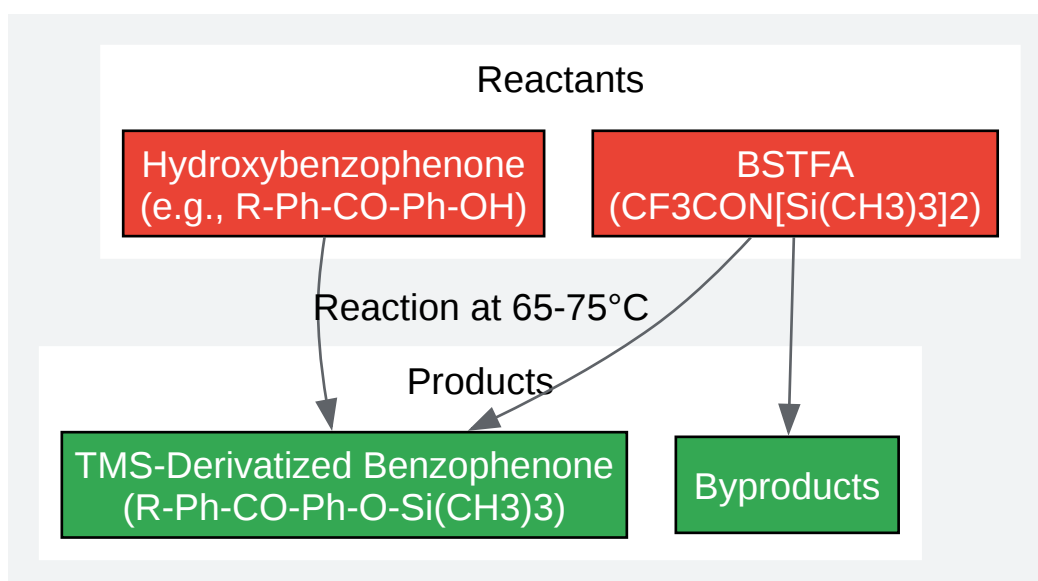 Reactants
Hydroxybenzophenone
(e.g., R-Ph-CO-Ph-OH)
BSTFA
(CF3CON[Si(CH3)3]2)
Reaction at 65-75°C
Products
TMS-Derivatized Benzophenone
(R-Ph-CO-Ph-O-Si(CH3)3)
Byproducts